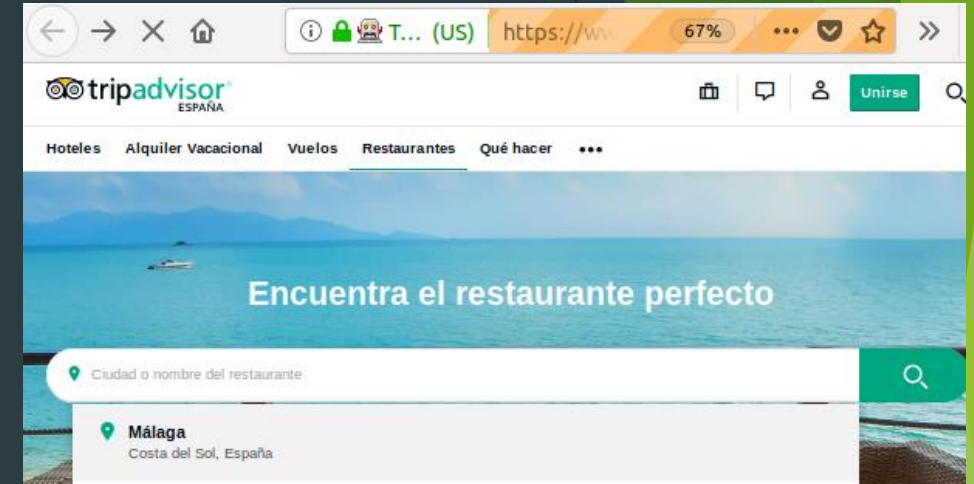 T... (US) https://ww 67%
tripadvisor
ESPAÑA
Unirse
Hoteles Alquiler Vacacional Vuelos Restaurantes Qué hacer
Encuentra el restaurante perfecto
Ciudad o nombre del restaurante
Málaga
Costa del Sol, España